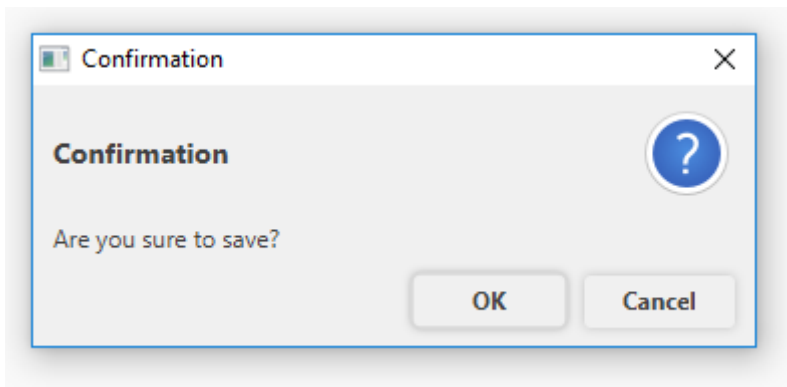 Confirmation
Confirmation
?
Are you sure to save?
OK
Cancel